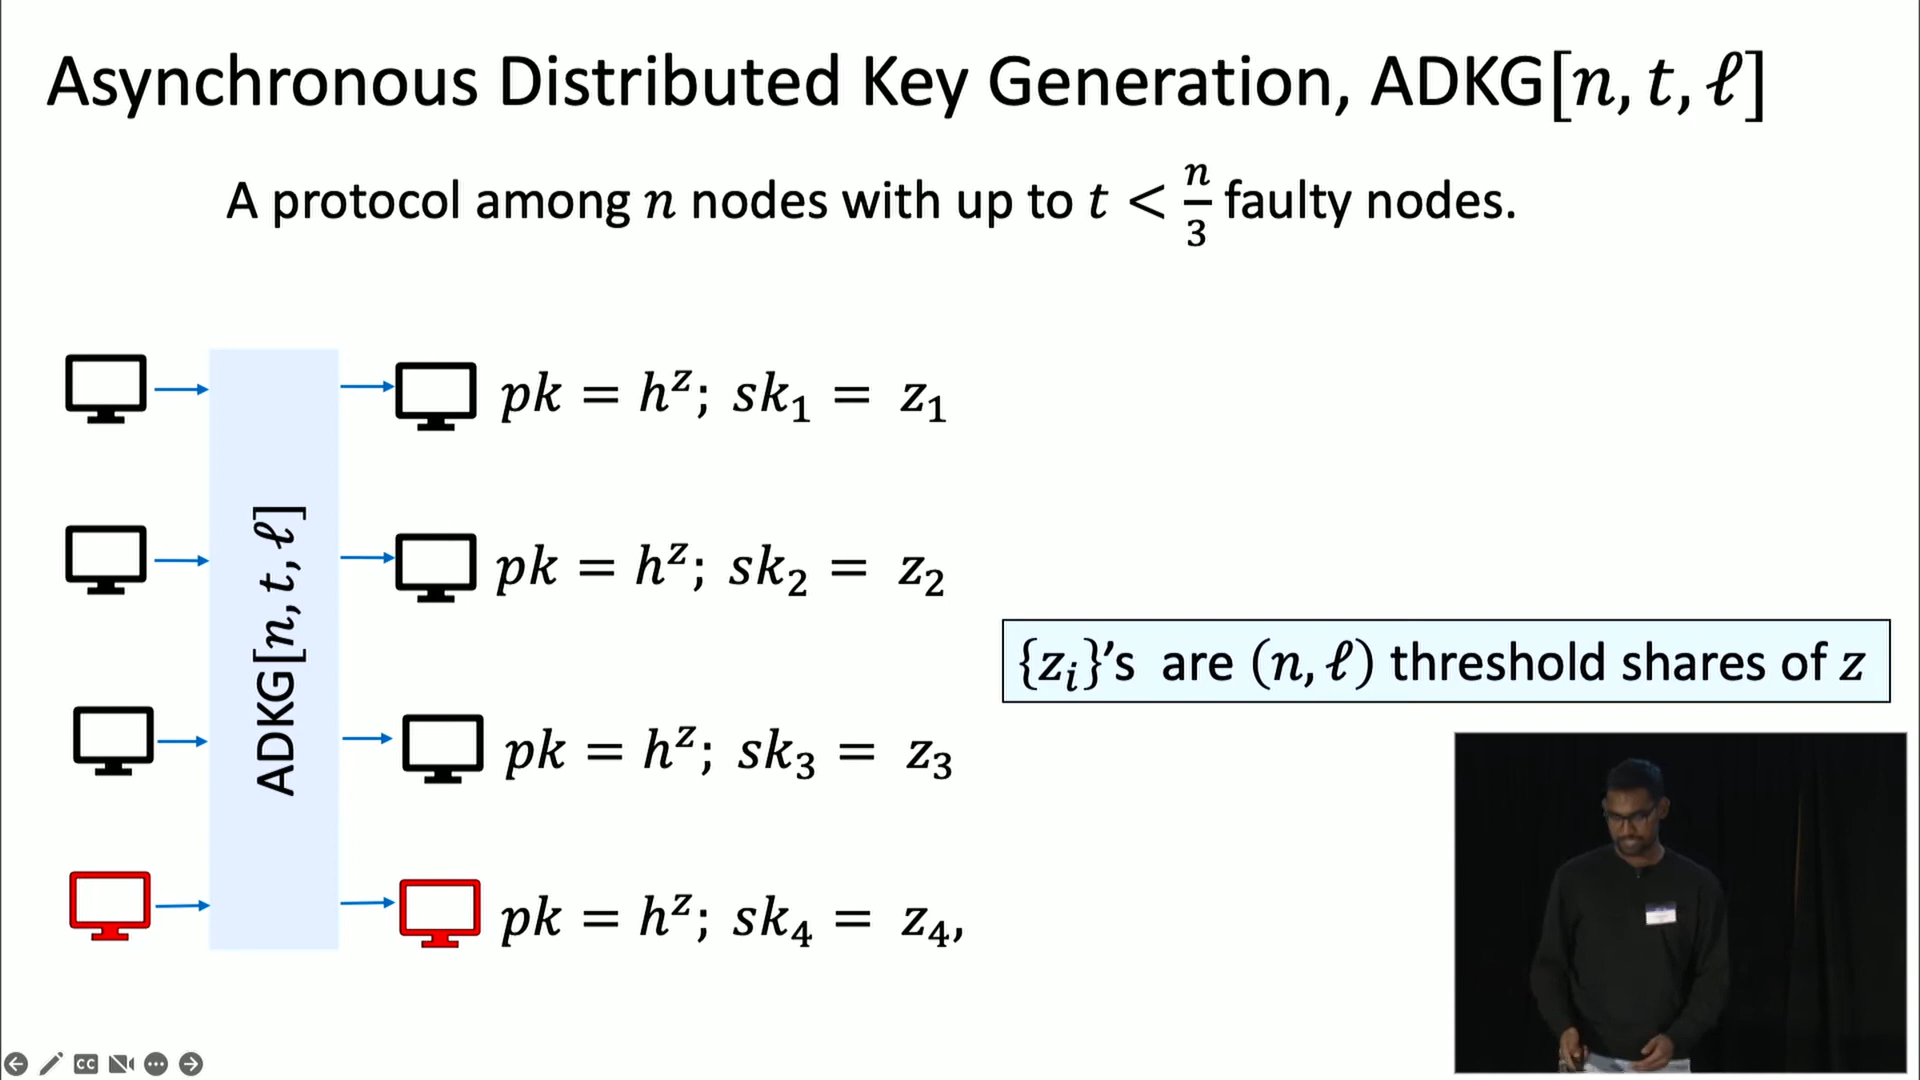 Asynchronous Distributed Key Generation, ADKG[n, t, ℓ]
A protocol among n nodes with up to t < n/3 faulty nodes.
ADKG[n, t, ℓ]
pk = h^z; sk₁ = z₁
pk = h^z; sk₂ = z₂
{zᵢ}’s are (n, ℓ) threshold shares of z
pk = h^z; sk₃ = z₃
pk = h^z; sk₄ = z₄,
CC